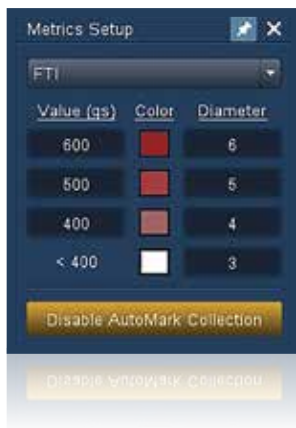 Metrics Setup
FTI
Value (gs) Color Diameter
600 6
500 5
400 4
< 400 3
Disable AutoMark Collection